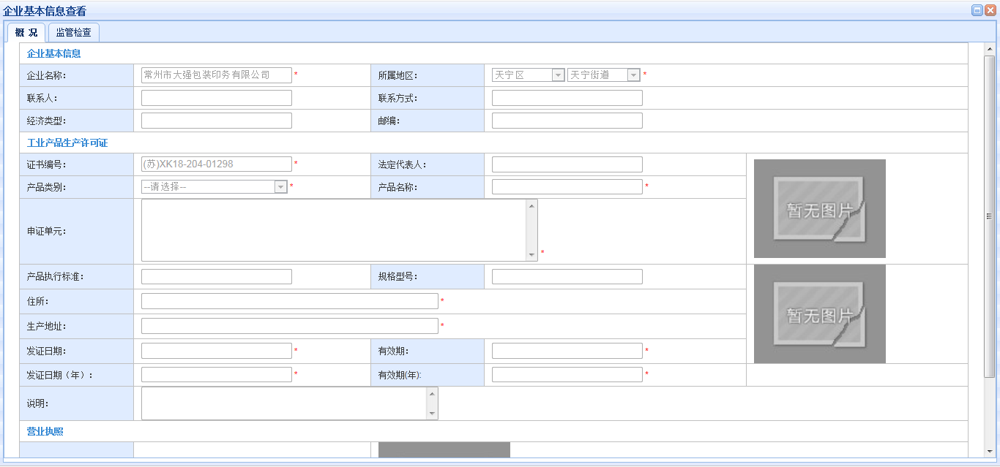 企业基本信息查看
概 况 监管检查
企业基本信息
企业名称: 常州市大强包装印务有限公司 * 所属地区: 天宁区 天宁街道 *
联系人: 联系方式:
经济类型: 邮编:
工业产品生产许可证
证书编号: (苏)XK18-204-01298 * 法定代表人:
产品类别: --请选择-- * 产品名称: *
暂无图片
申证单元: *
产品执行标准: 规格型号:
住所: *
暂无图片
生产地址: *
发证日期: * 有效期: *
发证日期（年）: * 有效期(年): *
说明:
营业执照